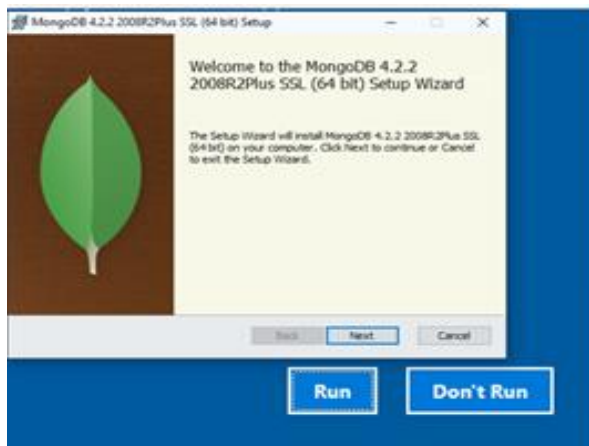 MongoDB 4.2.2 2008R2Plus SSL (64 bit) Setup
Welcome to the MongoDB 4.2.2
2008R2Plus SSL (64 bit) Setup Wizard
The Setup Wizard will install MongoDB 4.2.2 2008R2Plus SSL
(64 bit) on your computer. Click Next to continue or Cancel
to exit the Setup Wizard.
Back Next Cancel
Run Don't Run